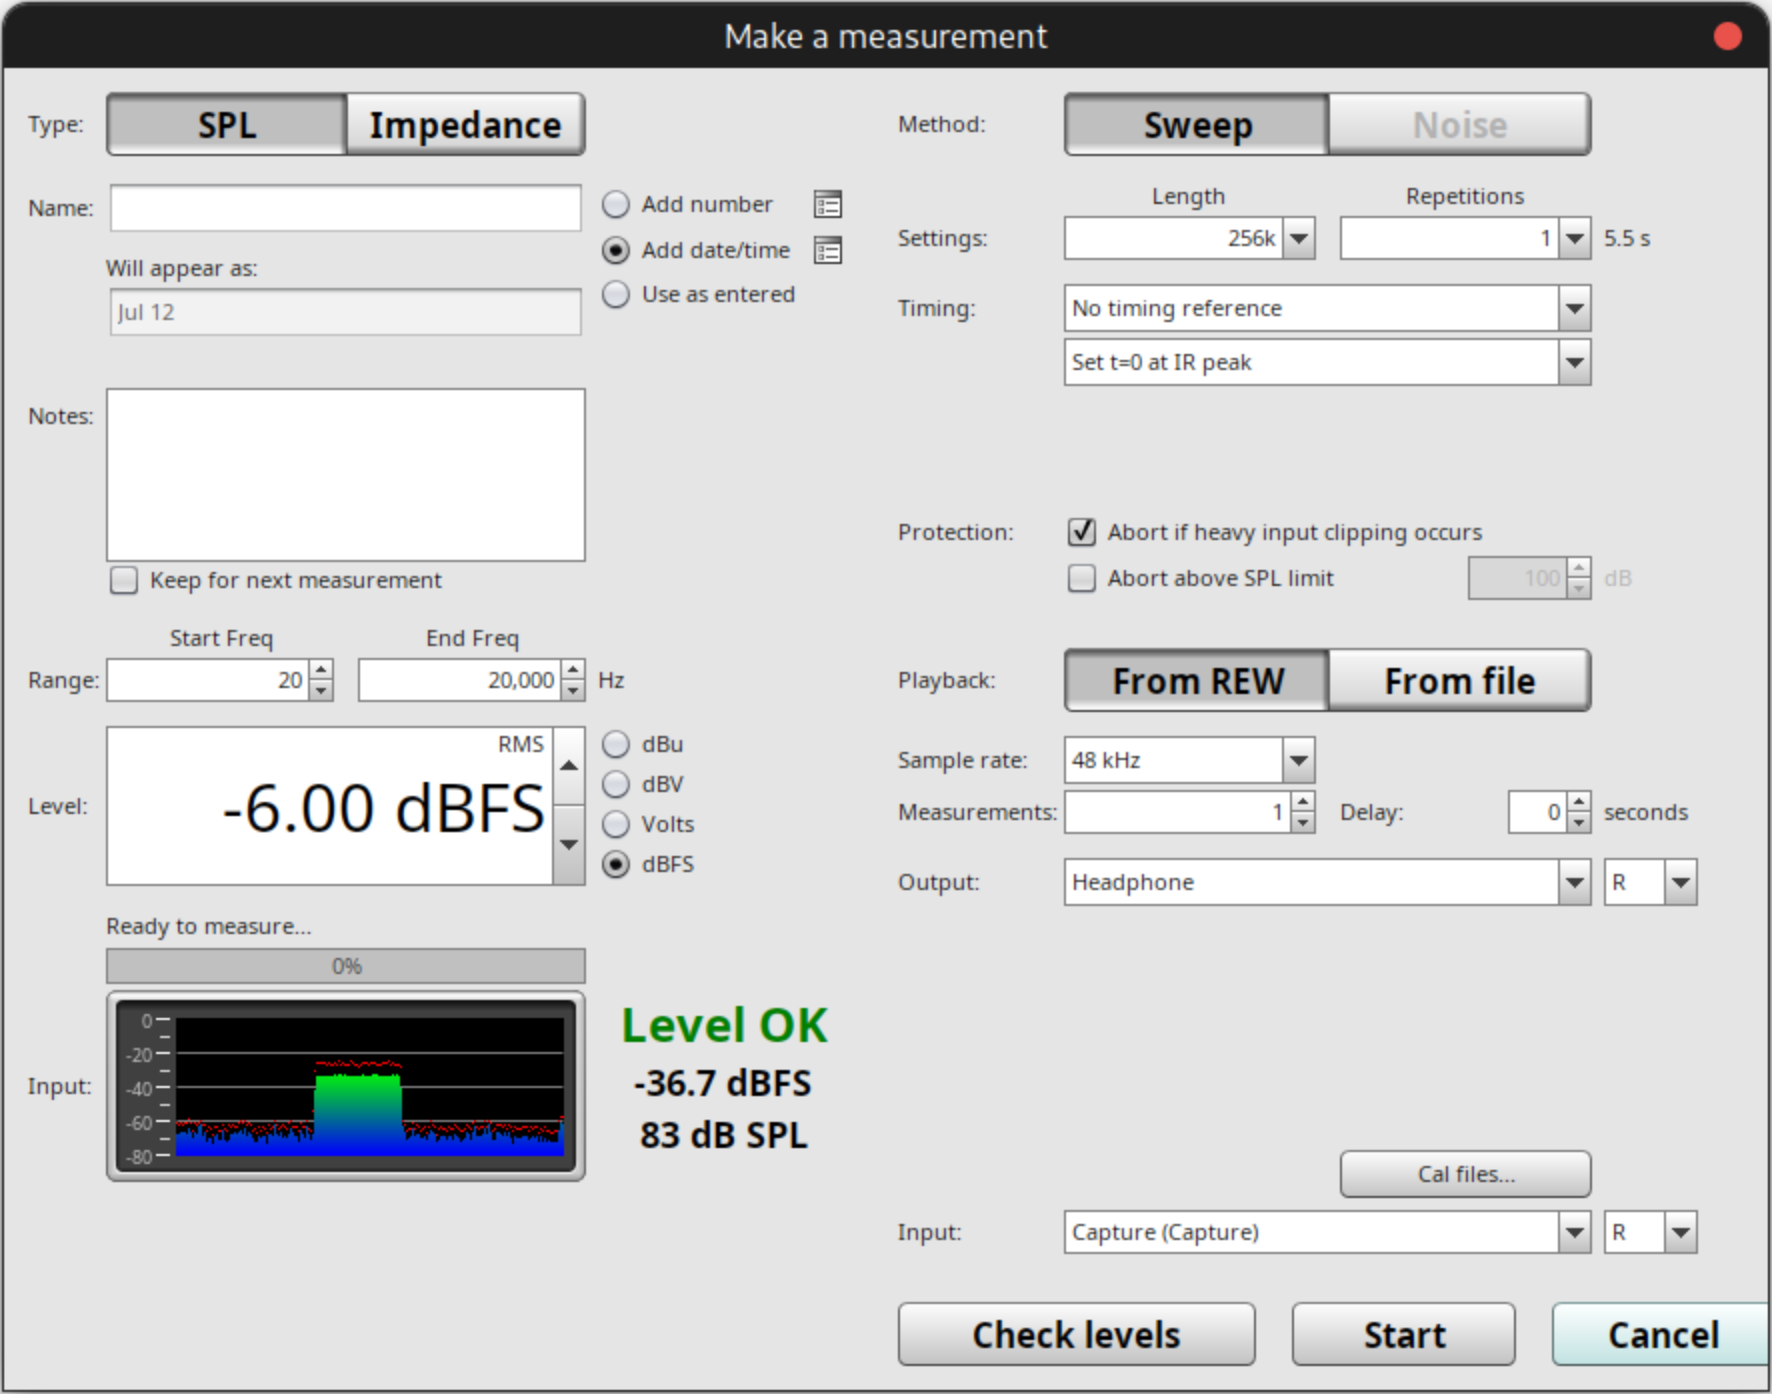 Make a measurement
Type: SPL Impedance
Name:
Add number
Add date/time
Use as entered
Will appear as:
Jul 12
Notes:
Keep for next measurement
Start Freq End Freq
Range: 20 20,000 Hz
RMS
Level: -6.00 dBFS
dBu
dBV
Volts
dBFS
Ready to measure...
0%
Input:
0
-20
-40
-60
-80
Level OK
-36.7 dBFS
83 dB SPL
Method: Sweep Noise
Length Repetitions
Settings: 256k 1 5.5 s
Timing: No timing reference
Set t=0 at IR peak
Protection: Abort if heavy input clipping occurs
Abort above SPL limit 100 dB
Playback: From REW From file
Sample rate: 48 kHz
Measurements: 1 Delay: 0 seconds
Output: Headphone R
Cal files...
Input: Capture (Capture) R
Check levels Start Cancel